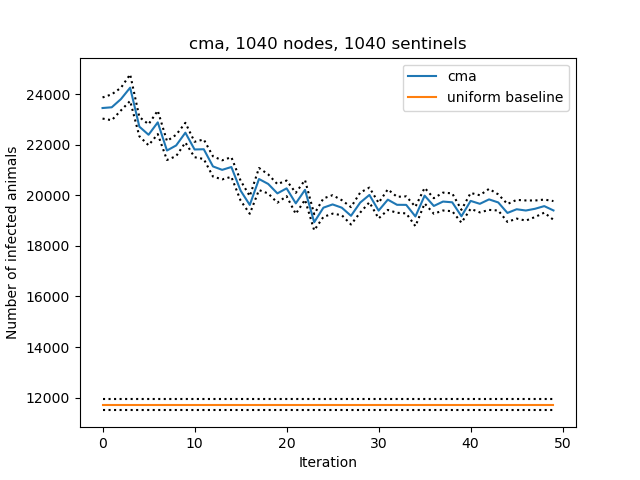 cma, 1040 nodes, 1040 sentinels
cma
uniform baseline
Number of infected animals
24000
22000
20000
18000
16000
14000
12000
0 10 20 30 40 50
Iteration